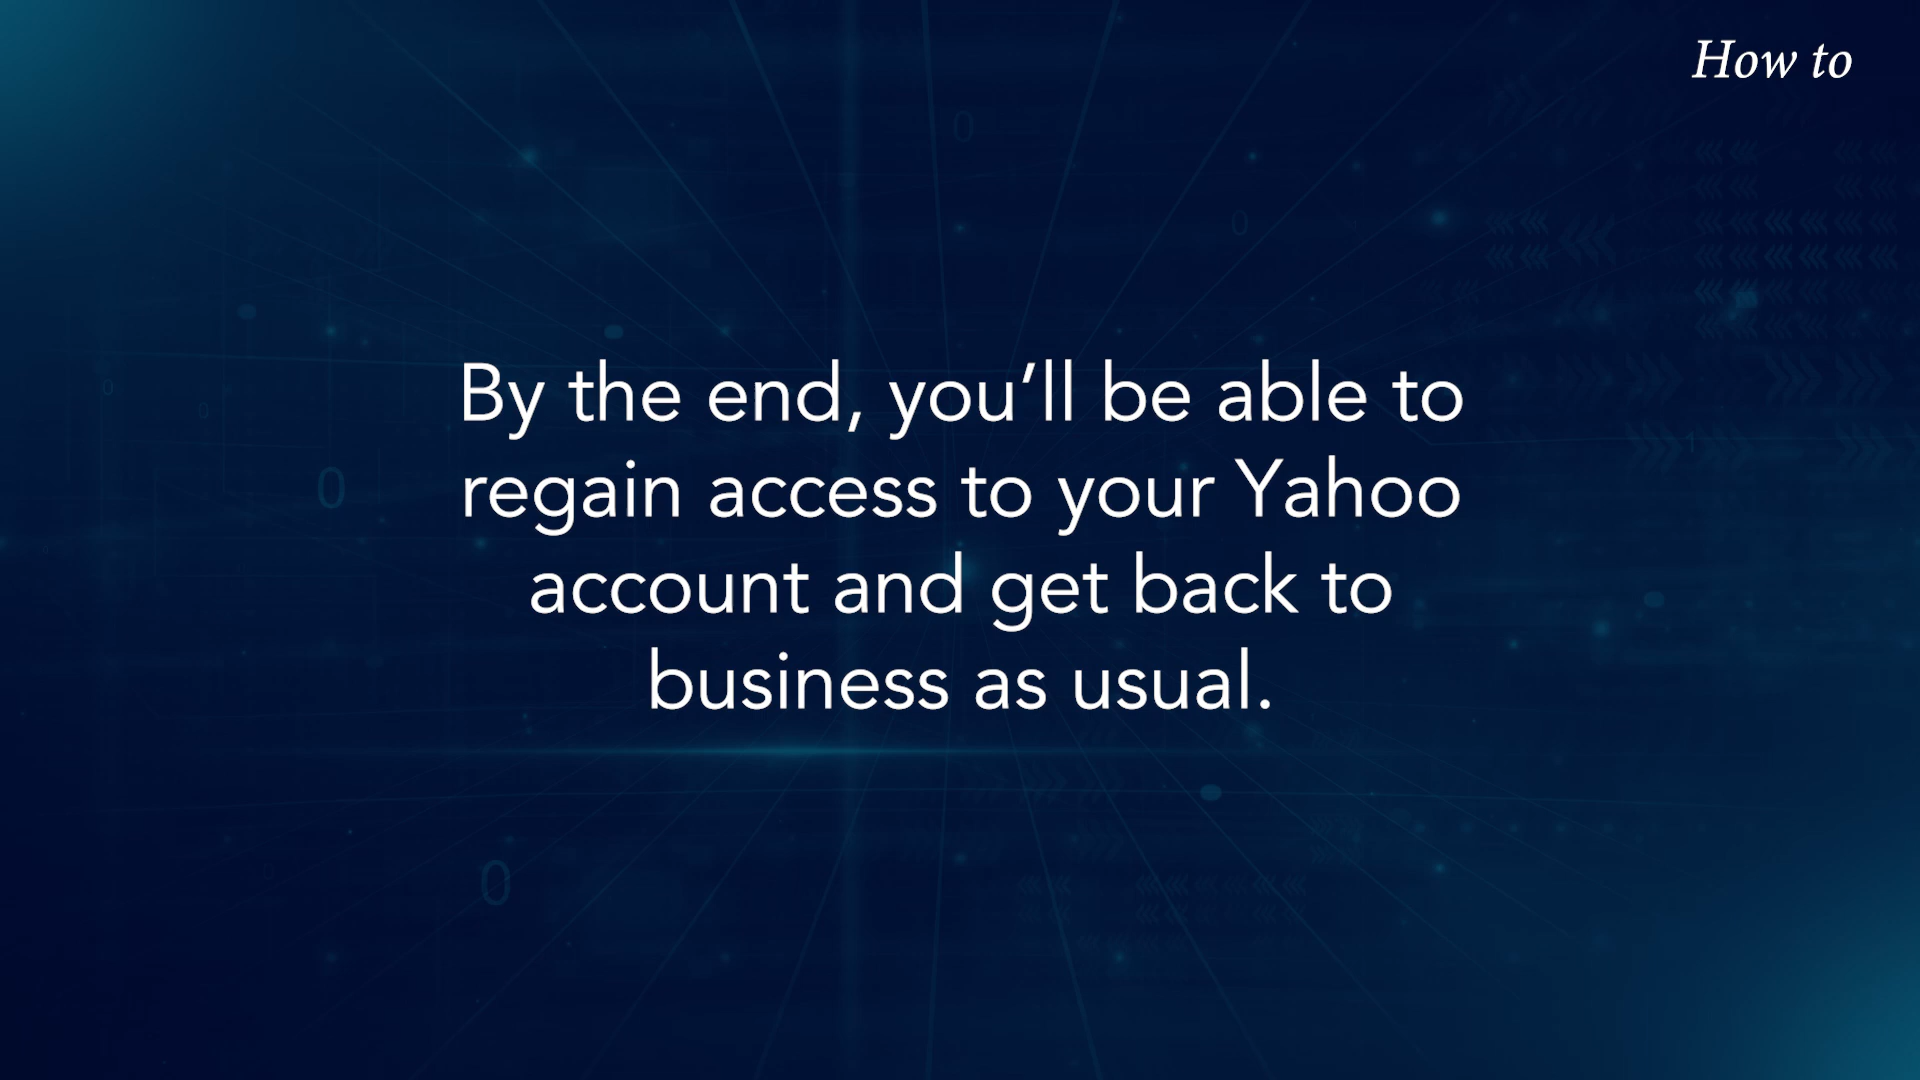 How to
By the end, you’ll be able to
regain access to your Yahoo
account and get back to
business as usual.